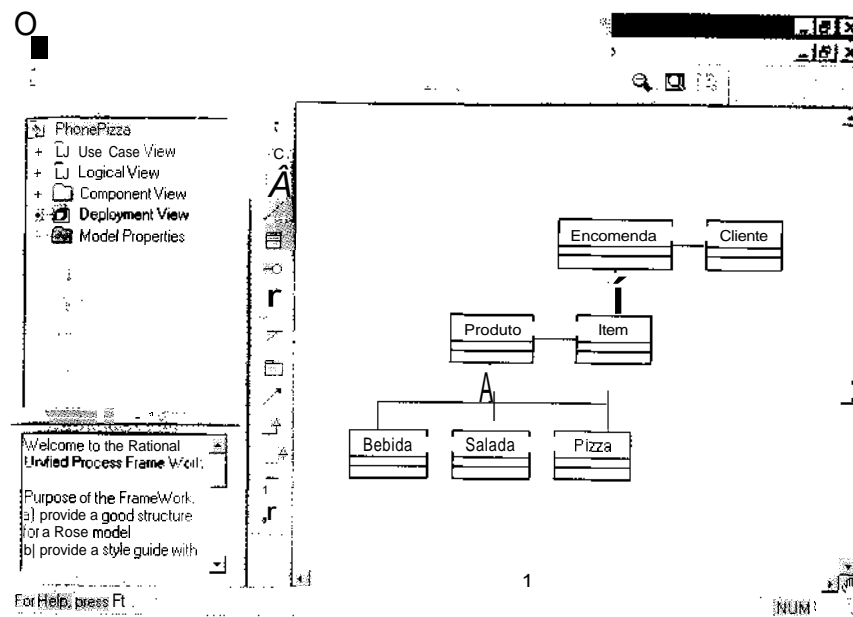 O
PhonePizza
Use Case View
Logical View
Component View
Deployment View
Model Properties
C
Â
r
,r
Encomenda
Cliente
Í
Produto
Item
A
Bebida
Salada
Pizza
Welcome to the Rational
Unified Process Frame Work.
Purpose of the FrameWork.
a) provide a good structure
for a Rose model
b) provide a style guide with
1
1
For Help, press Ft
NUM